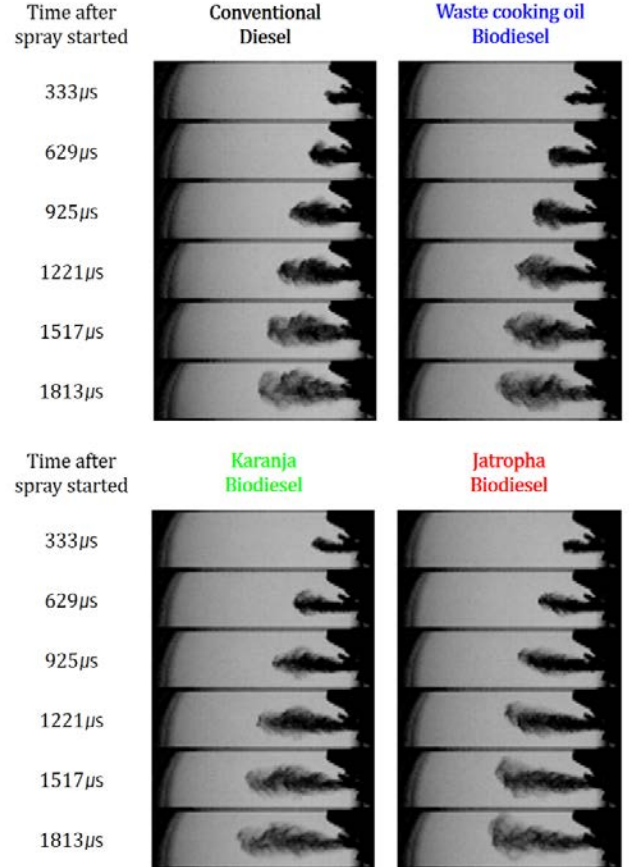 Time after
spray started
Conventional
Diesel
Waste cooking oil
Biodiesel
333μs
629μs
925μs
1221μs
1517μs
1813μs
Time after
spray started
Karanja
Biodiesel
Jatropha
Biodiesel
333μs
629μs
925μs
1221μs
1517μs
1813μs